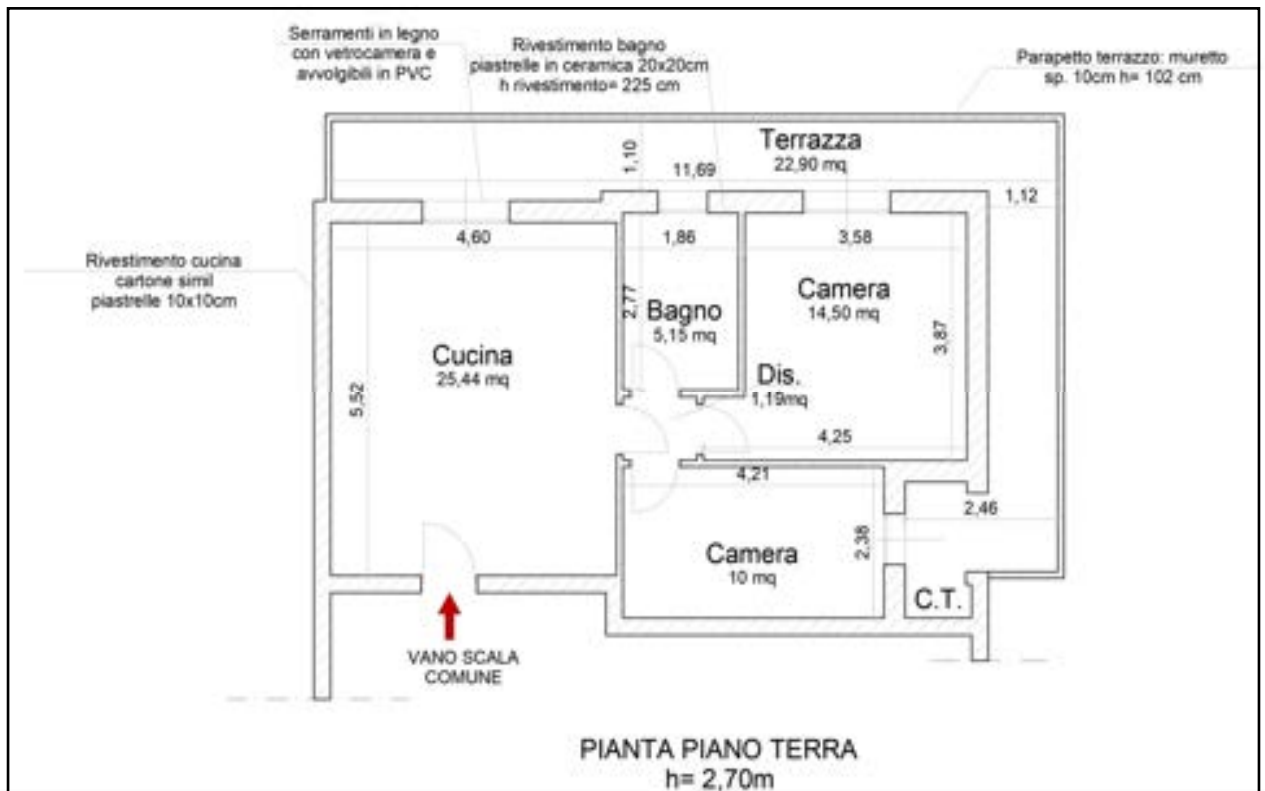 Serramenti in legno
con vetrocamera e
avvolgibili in PVC
Rivestimento bagno
piastrelle in ceramica 20x20cm
h rivestimento= 225 cm
Parapetto terrazzo: muretto
sp. 10cm h= 102 cm
Terrazza
22,90 mq
1,10
11,69
1,12
4,60
1,86
3,58
Rivestimento cucina
cartone simil
piastrelle 10x10cm
2,77
Bagno
5,15 mq
Camera
14,50 mq
3,87
Cucina
25,44 mq
Dis.
1,19mq
5,52
4,25
4,21
2,46
2,38
Camera
10 mq
C.T.
VANO SCALA
COMUNE
PIANTA PIANO TERRA
h= 2,70m